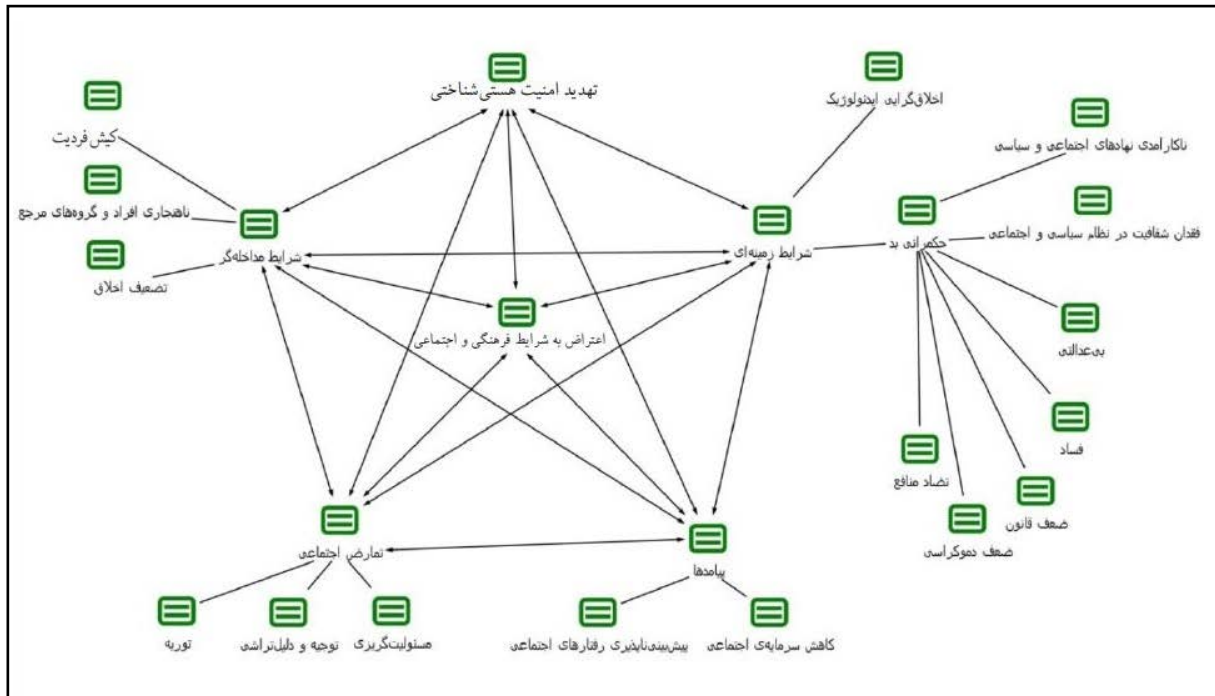 تهدید امنیت هستی‌شناختی
اخلاق‌گرایی ایدئولوژیک
کیش فردیت
ناکارآمدی نهادهای اجتماعی و سیاسی
ناهنجاری افراد و گروه‌های مرجع
فقدان شفافیت در نظام سیاسی و اجتماعی
حکمرانی بد
شرایط زمینه‌ای
شرایط مداخله‌گر
تضعیف اخلاق
اعتراض به شرایط فرهنگی و اجتماعی
بی‌عدالتی
فساد
تضاد منافع
ضعف قانون
ضعف دموکراسی
تمارض اجتماعی
پیامدها
توریه
توجیه و دلیل‌تراشی
مسئولیت‌گریزی
پیش‌بینی‌ناپذیری رفتارهای اجتماعی
کاهش سرمایه‌ی اجتماعی